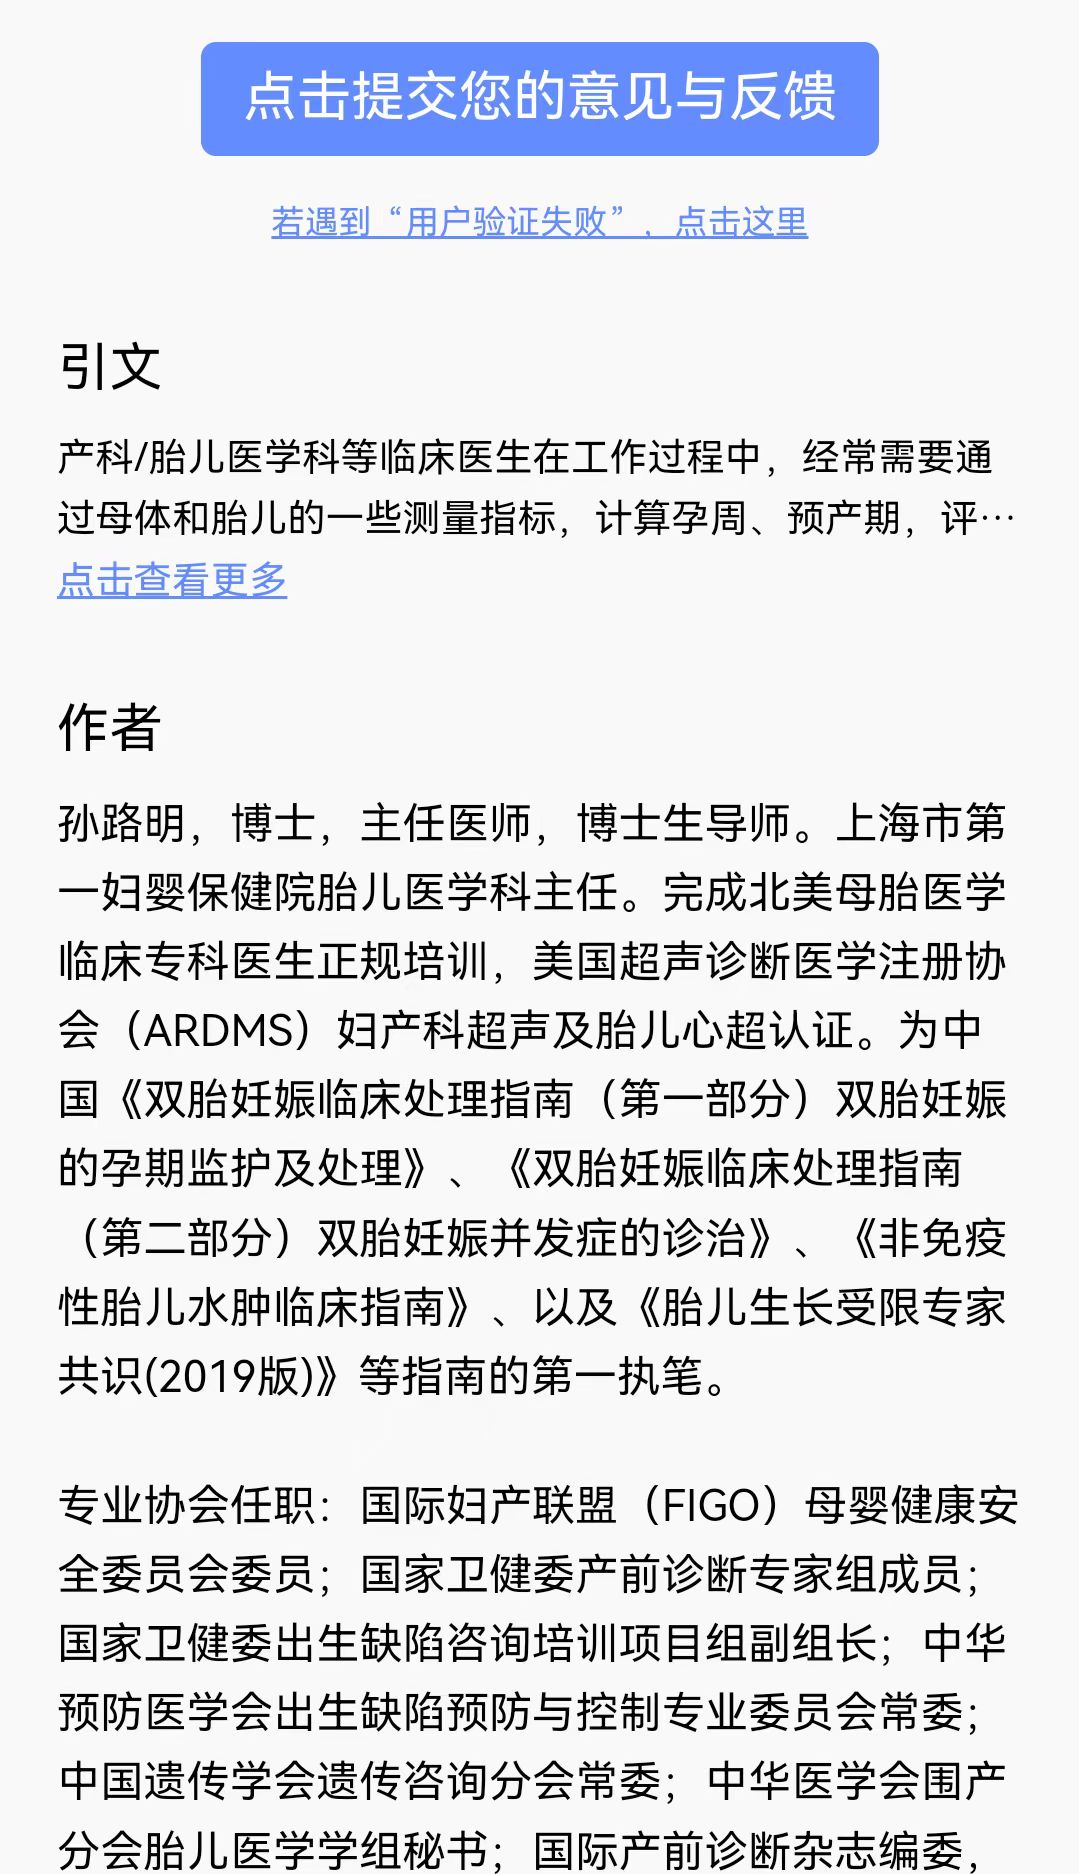 点击提交您的意见与反馈
若遇到“用户验证失败”，点击这里
引文
产科/胎儿医学科等临床医生在工作过程中，经常需要通
过母体和胎儿的一些测量指标，计算孕周、预产期，评…
点击查看更多
作者
孙路明，博士，主任医师，博士生导师。上海市第
一妇婴保健院胎儿医学科主任。完成北美母胎医学
临床专科医生正规培训，美国超声诊断医学注册协
会（ARDMS）妇产科超声及胎儿心超认证。为中
国《双胎妊娠临床处理指南（第一部分）双胎妊娠
的孕期监护及处理》、《双胎妊娠临床处理指南
（第二部分）双胎妊娠并发症的诊治》、《非免疫
性胎儿水肿临床指南》、以及《胎儿生长受限专家
共识(2019版)》等指南的第一执笔。
专业协会任职：国际妇产联盟（FIGO）母婴健康安
全委员会委员；国家卫健委产前诊断专家组成员；
国家卫健委出生缺陷咨询培训项目组副组长；中华
预防医学会出生缺陷预防与控制专业委员会常委；
中国遗传学会遗传咨询分会常委；中华医学会围产
分会胎儿医学学组秘书；国际产前诊断杂志编委，